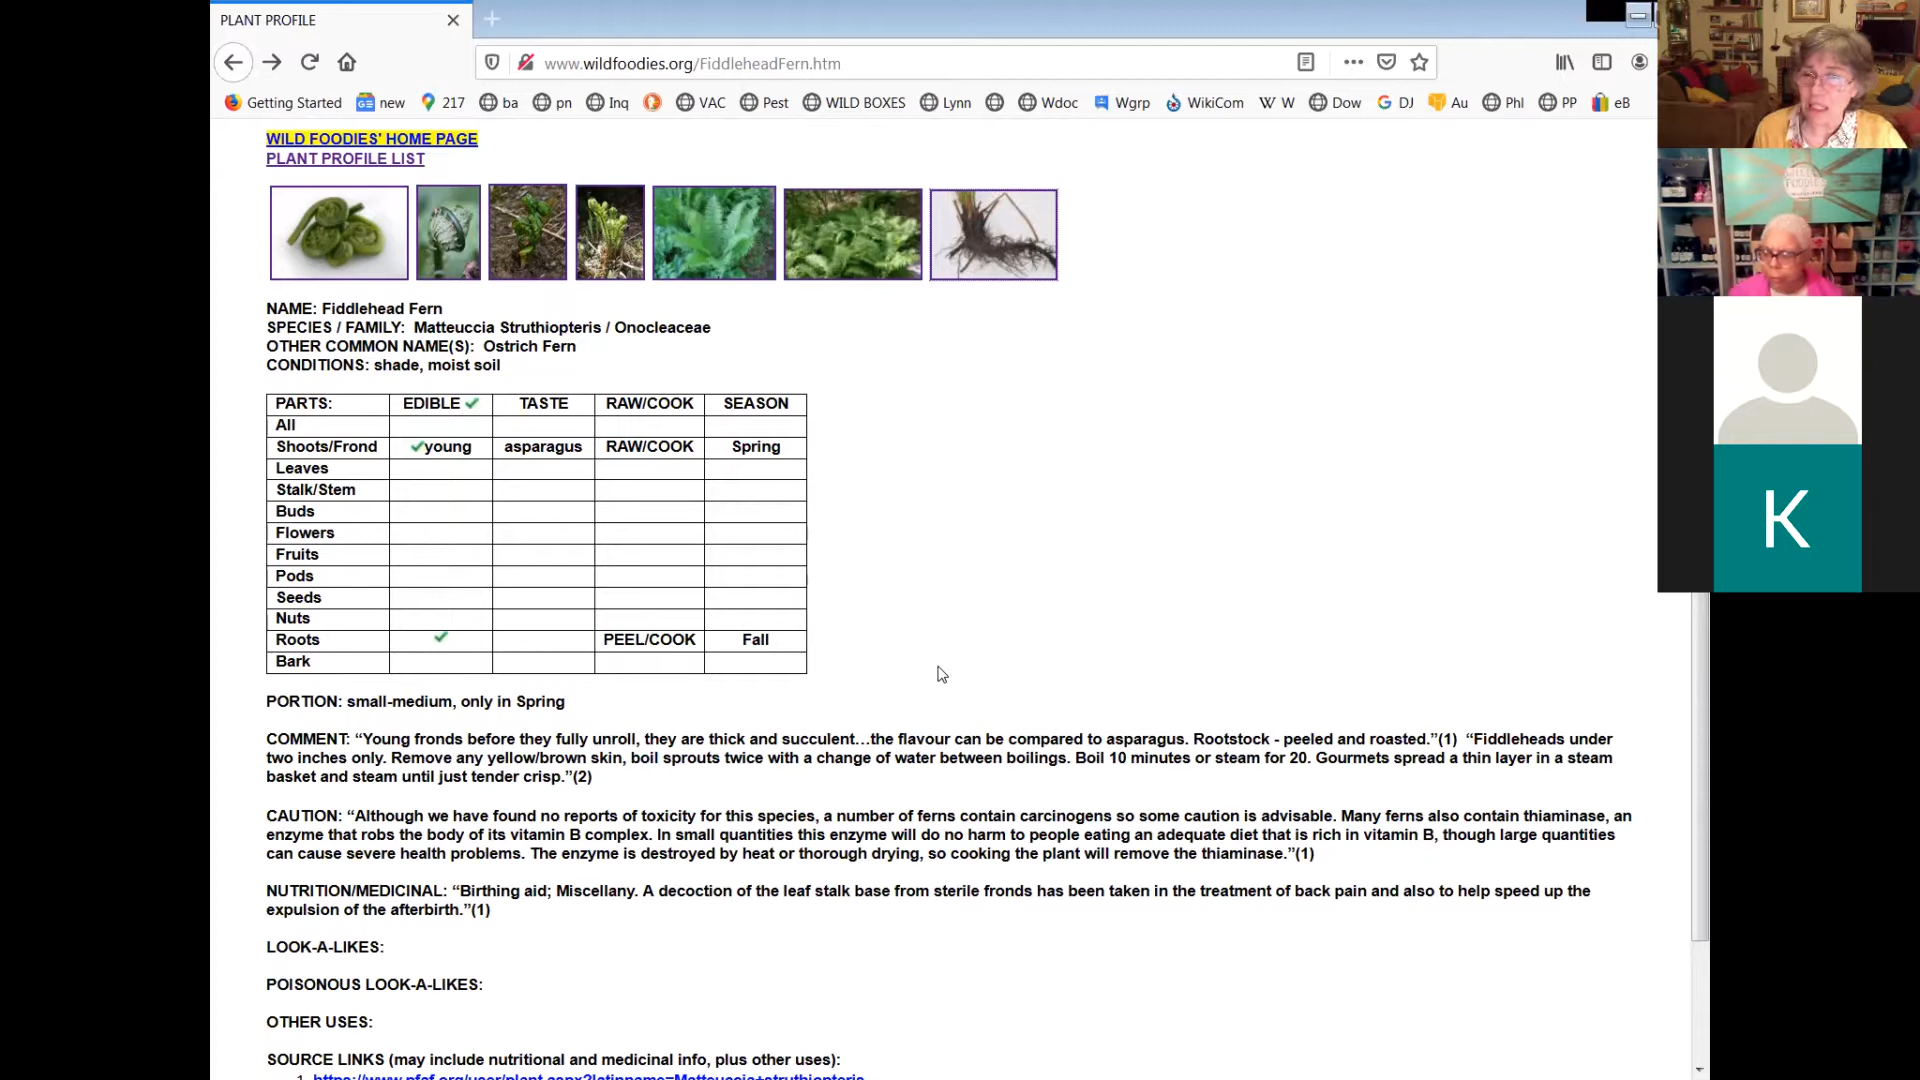 PLANT PROFILE
www.wildfoodies.org/FiddleheadFern.htm
Getting Started new 217 ba pn Inq VAC Pest WILD BOXES Lynn Wdoc Wgrp WikiCom W W Dow G DJ Au Phl PP eB
WILD FOODIES' HOME PAGE
PLANT PROFILE LIST
NAME: Fiddlehead Fern
SPECIES / FAMILY: Matteuccia Struthiopteris / Onocleaceae
OTHER COMMON NAME(S): Ostrich Fern
CONDITIONS: shade, moist soil
PARTS: EDIBLE ✓ TASTE RAW/COOK SEASON
All
Shoots/Frond ✓young asparagus RAW/COOK Spring
Leaves
Stalk/Stem
Buds
Flowers
Fruits
Pods
Seeds
Nuts
Roots ✓ PEEL/COOK Fall
Bark
PORTION: small-medium, only in Spring
COMMENT: “Young fronds before they fully unroll, they are thick and succulent…the flavour can be compared to asparagus. Rootstock - peeled and roasted.”(1) “Fiddleheads under
two inches only. Remove any yellow/brown skin, boil sprouts twice with a change of water between boilings. Boil 10 minutes or steam for 20. Gourmets spread a thin layer in a steam
basket and steam until just tender crisp.”(2)
CAUTION: “Although we have found no reports of toxicity for this species, a number of ferns contain carcinogens so some caution is advisable. Many ferns also contain thiaminase, an
enzyme that robs the body of its vitamin B complex. In small quantities this enzyme will do no harm to people eating an adequate diet that is rich in vitamin B, though large quantities
can cause severe health problems. The enzyme is destroyed by heat or thorough drying, so cooking the plant will remove the thiaminase.”(1)
NUTRITION/MEDICINAL: “Birthing aid; Miscellany. A decoction of the leaf stalk base from sterile fronds has been taken in the treatment of back pain and also to help speed up the
expulsion of the afterbirth.”(1)
LOOK-A-LIKES:
POISONOUS LOOK-A-LIKES:
OTHER USES:
SOURCE LINKS (may include nutritional and medicinal info, plus other uses):
1. https://www.pfaf.org/user/plant.aspx?latinname=Matteuccia+struthiopteris
WILD
FOODIES
K